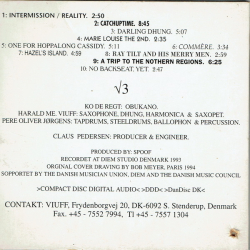 1: INTERMISSION / REALITY. 2:50
2: CATCHUPTIME. 8:45
3: DARLING DHUNG. 4:09
4: MARIE LOUISE THE 2ND. 2:35
5: ONE FOR HOPPALONG CASSIDY. 5:11
6: COMMÈRE. 3:34
7: HAZEL'S ISLAND. 4:59
8: RAY TILT AND HIS MERRY MEN. 2:59
9: A TRIP TO THE NOTHERN REGIONS. 6:25
10: NO BACKSEAT, YET. 2:47
√3
KO DE REGT: OBUKANO.
HARALD ME. VIUFF: SAXOPHONE, DHUNG, HARMONICA & SAXOPET.
PERE OLIVER JØRGENS: TAPDRUMS, STEELDRUMS, BALLOPHON & PERCUSSION.
CLAUS PEDERSEN: PRODUCER & ENGINEER.
PRODUCED BY: SPOOF
RECORDET AT DIEM STUDIO DENMARK 1993
ORGINAL COVER DRAWING BY BOB MEYER, PARIS 1994
SOPPORTET BY THE DANISH MUSICIAN UNION, DIEM AND THE DANISH MUSIC COUNCIL
>COMPACT DISC DIGITAL AUDIO< >DDD< >DanDisc DK<
CONTAKT: VIUFF, Frydenborgvej 20, DK-6092 S. Stenderup, Denmark
Fax. +45 - 7552 7994, Tl +45 - 7557 1304